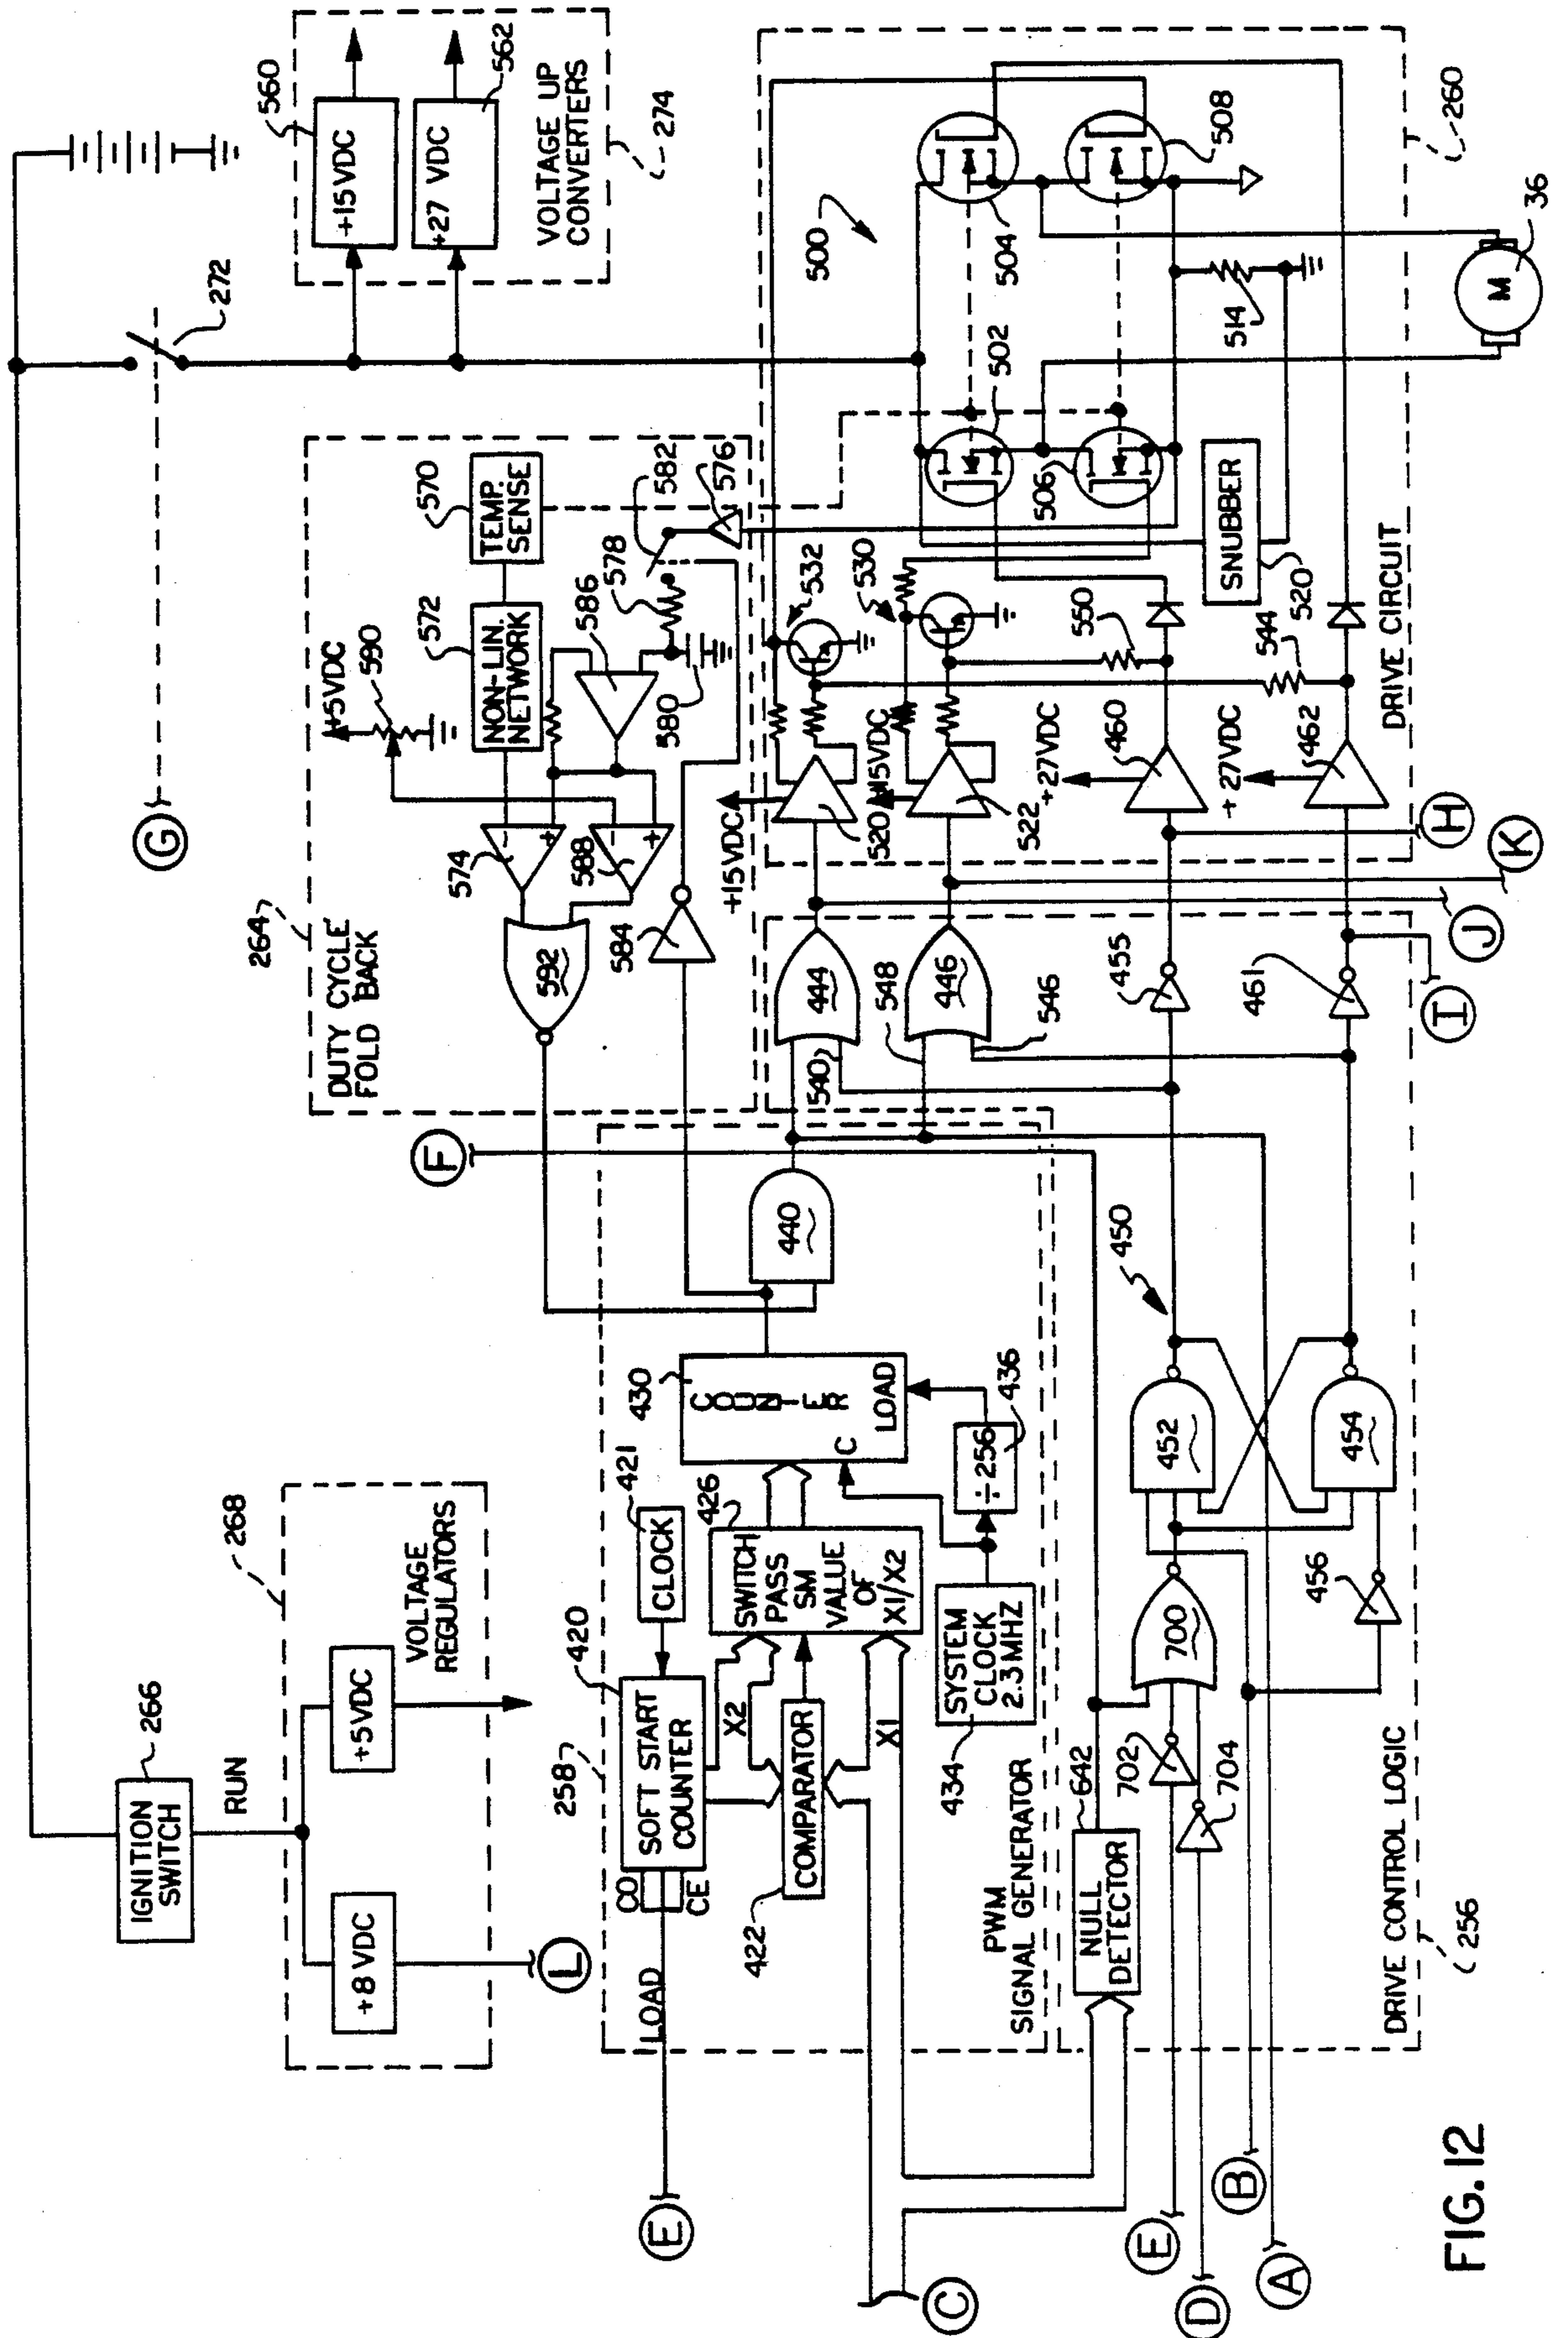 IGNITION
SWITCH
266
RUN
268
+8 VDC
+5VDC
VOLTAGE
REGULATORS
L
G
272
560
+15VDC
+27 VDC
562
VOLTAGE UP
CONVERTERS
274
264
DUTY CYCLE
FOLD BACK
+5VDC
590
572
NON-LIN.
NETWORK
570
TEMP.
SENSE
574
-
+
588
-
+
592
584
586
578
580
582
576
F
258
420
SOFT START
COUNTER
CO
CE
LOAD
E
421
CLOCK
X2
422
COMPARATOR
426
SWITCH
PASS
SM
VALUE
OF
X1/X2
X1
430
COUNTER
C
LOAD
÷256
436
434
SYSTEM
CLOCK
2.3MHZ
440
PWM
SIGNAL GENERATOR
C
642
NULL
DETECTOR
702
704
700
450
452
454
456
E
D
B
A
DRIVE CONTROL LOGIC
256
444
446
540
548
546
455
461
I
J
K
H
+15VDC
520
+15VDC
522
+27VDC
460
+27VDC
462
532
530
550
544
SNUBBER
520
500
502
504
506
508
514
DRIVE CIRCUIT
260
M
36
FIG.12